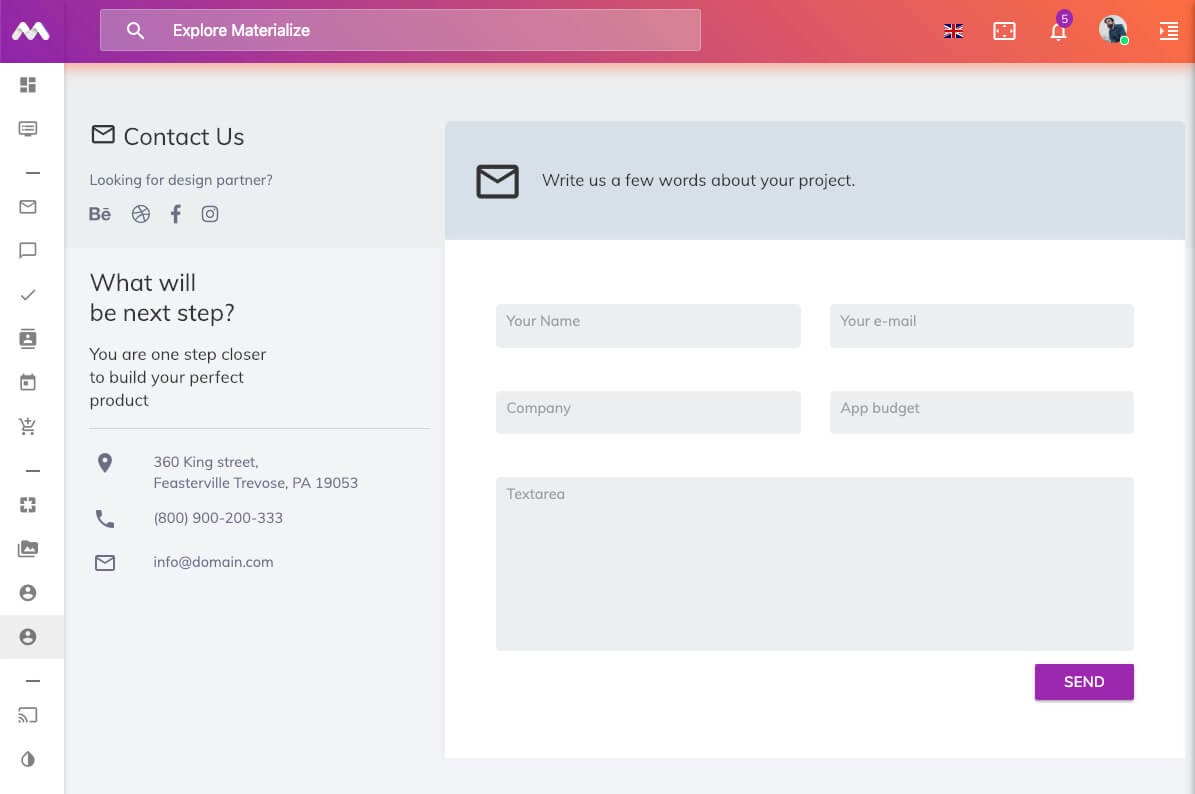 Explore Materialize
5
Contact Us
Looking for design partner?
Bē
What will
be next step?
You are one step closer
to build your perfect
product
360 King street,
Feasterville Trevose, PA 19053
(800) 900-200-333
info@domain.com
Write us a few words about your project.
Your Name
Your e-mail
Company
App budget
Textarea
SEND